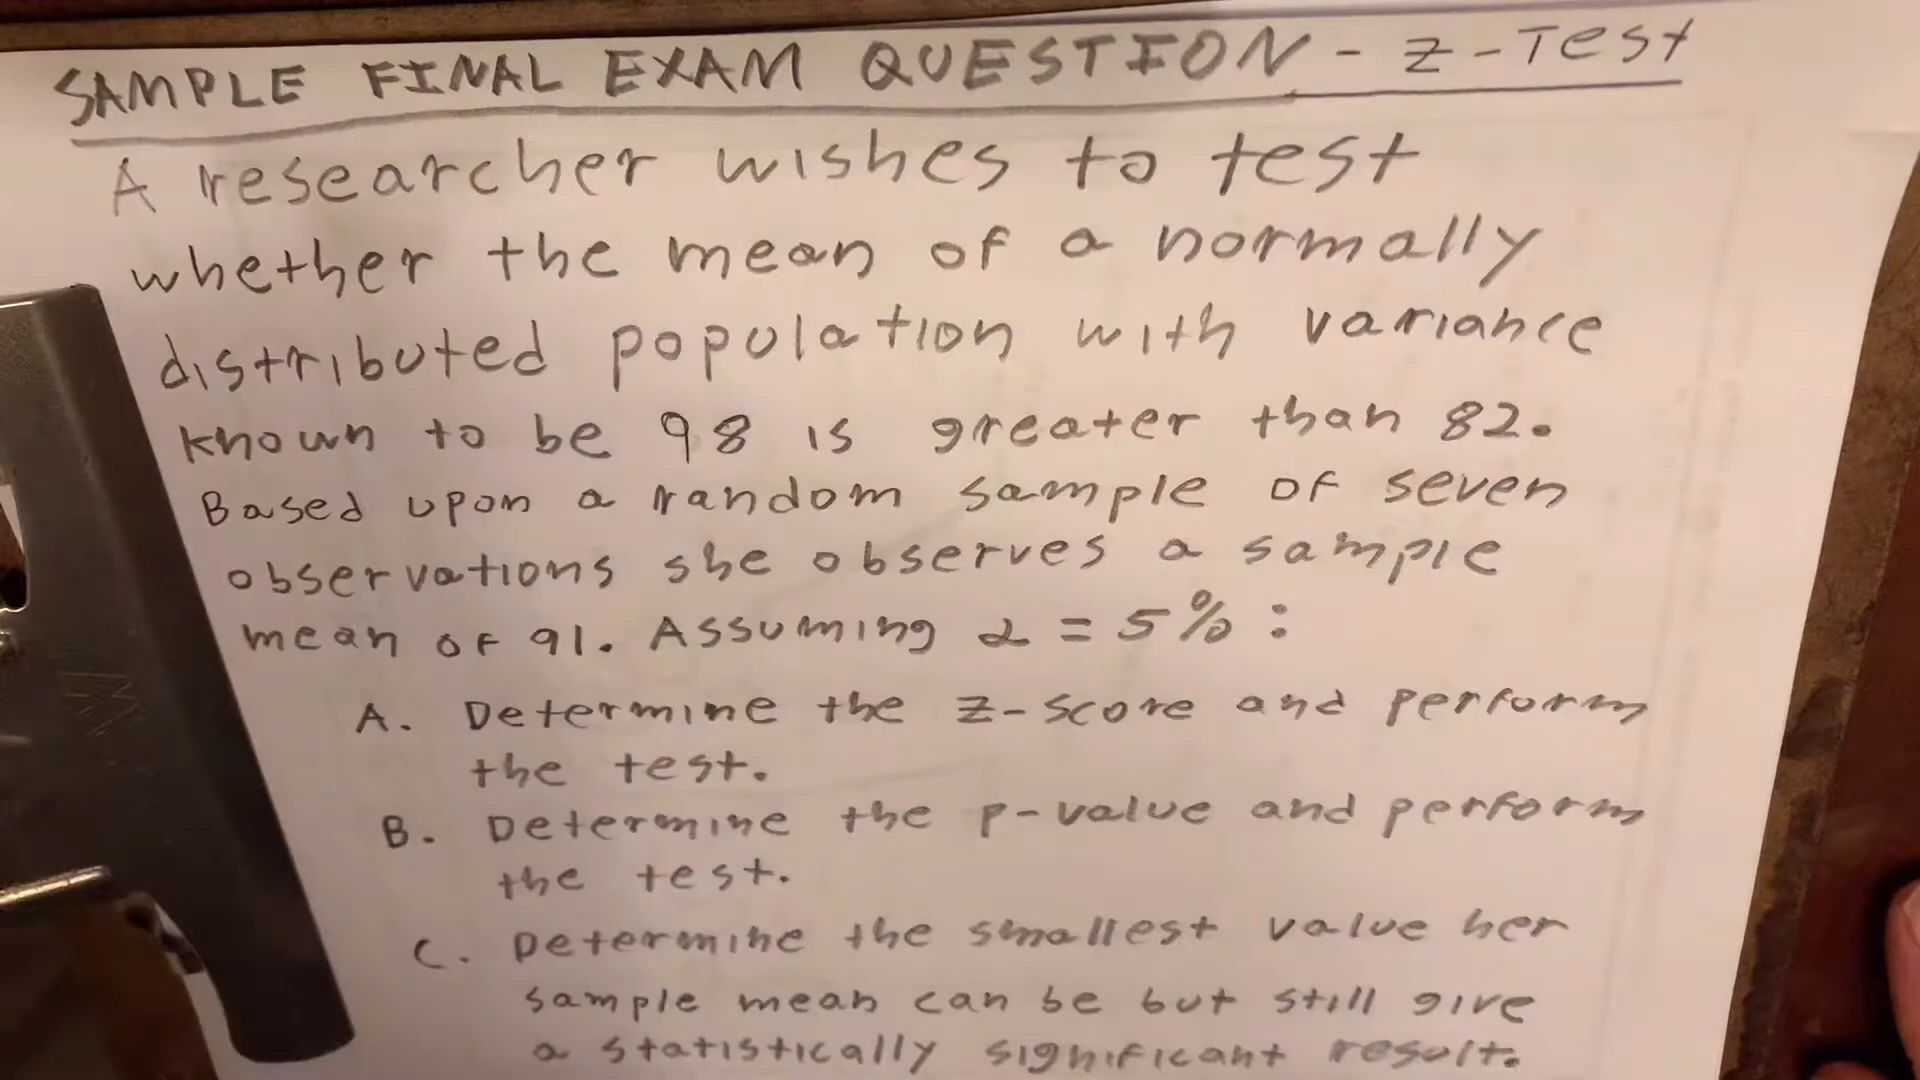 SAMPLE FINAL EXAM QUESTION - Z-Test
A researcher wishes to test
whether the mean of a normally
distributed population with variance
known to be 98 is greater than 82.
Based upon a random sample of seven
observations she observes a sample
mean of 91. Assuming α = 5% :
A. Determine the Z-score and perform
the test.
B. Determine the p-value and perform
the test.
C. Determine the smallest value her
sample mean can be but still give
a statistically significant result.